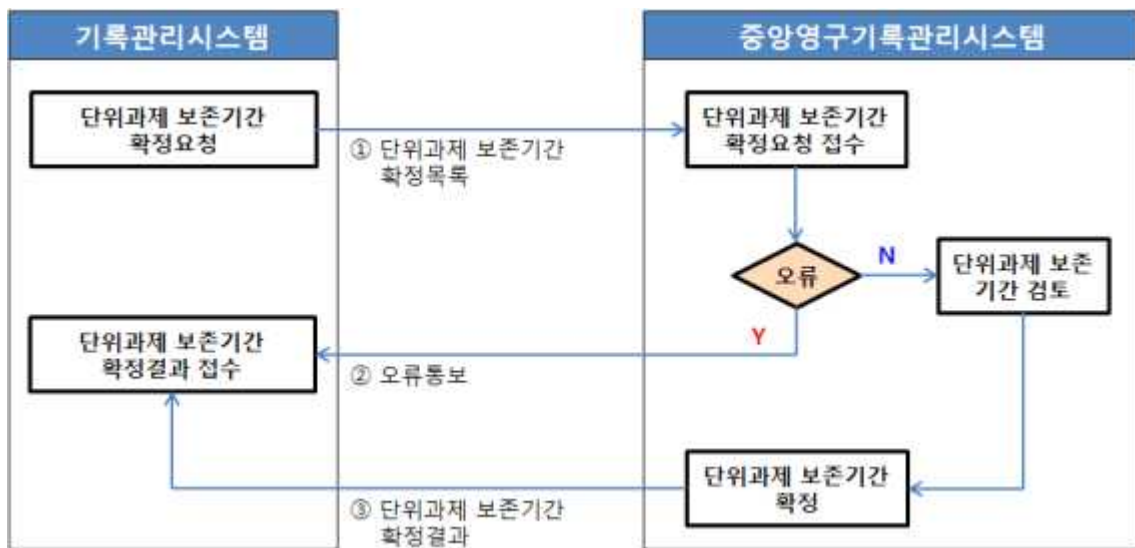 기록관리시스템
중앙영구기록관리시스템
단위과제 보존기간
확정요청
① 단위과제 보존기간
확정목록
단위과제 보존기간
확정요청 접수
오류
N
단위과제 보존
기간 검토
Y
단위과제 보존기간
확정결과 접수
② 오류통보
단위과제 보존기간
확정
③ 단위과제 보존기간
확정결과